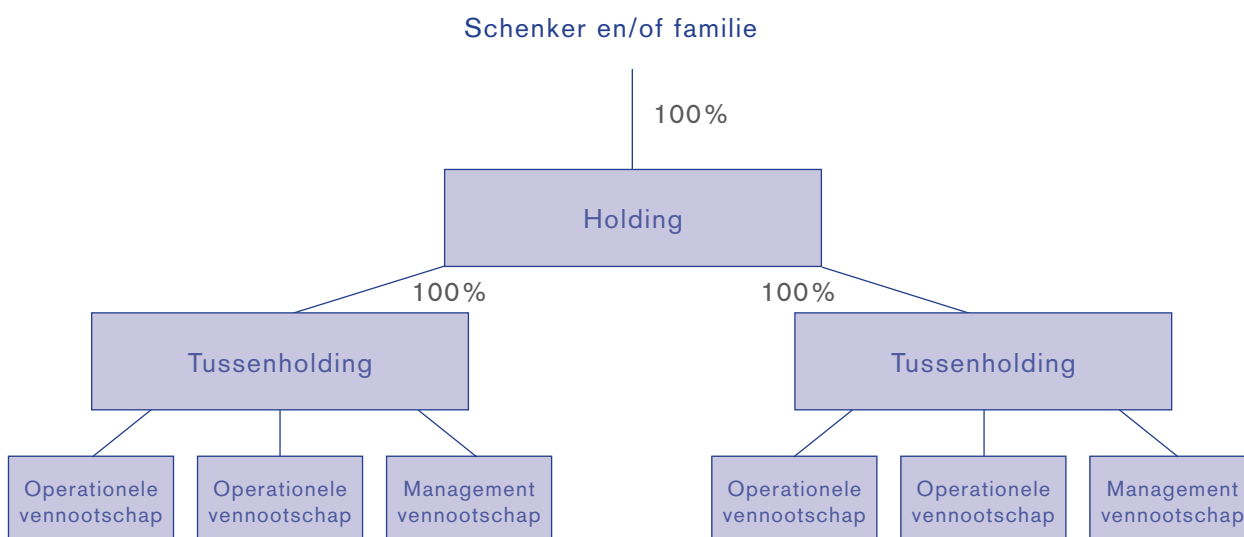 Schenker en/of familie
100%
Holding
100%
100%
Tussenholding
Tussenholding
Operationele
vennootschap
Operationele
vennootschap
Management
vennootschap
Operationele
vennootschap
Operationele
vennootschap
Management
vennootschap